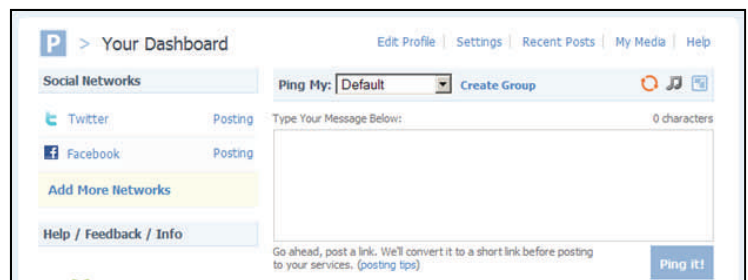 P > Your Dashboard
Edit Profile | Settings | Recent Posts | My Media | Help
Social Networks
Twitter Posting
Facebook Posting
Add More Networks
Help / Feedback / Info
Ping My: Default Create Group
Type Your Message Below: 0 characters
Go ahead, post a link. We'll convert it to a short link before posting
to your services. (posting tips)
Ping it!